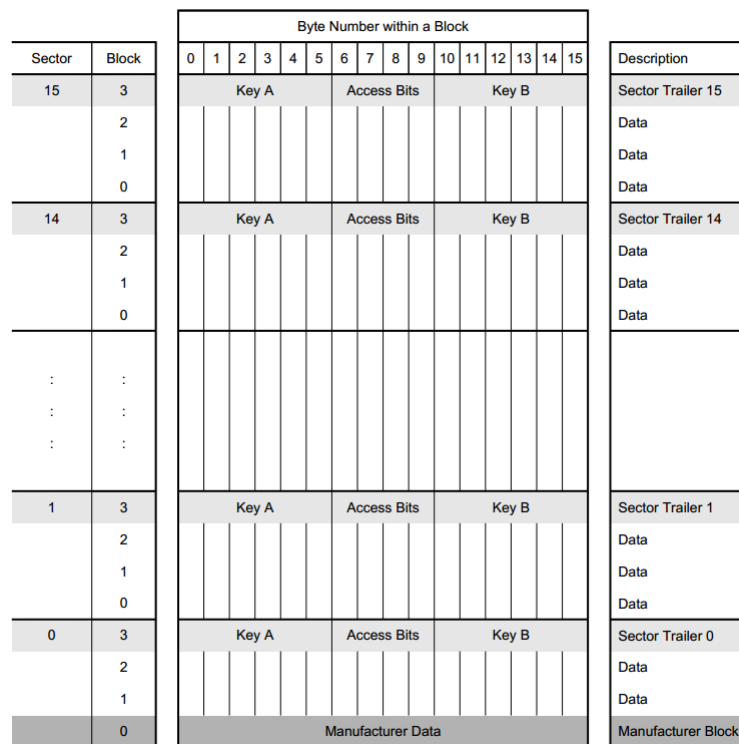 Byte Number within a Block
Sector Block 0 1 2 3 4 5 6 7 8 9 10 11 12 13 14 15 Description
15 3 Key A Access Bits Key B Sector Trailer 15
2 Data
1 Data
0 Data
14 3 Key A Access Bits Key B Sector Trailer 14
2 Data
1 Data
0 Data
: :
: :
: :
1 3 Key A Access Bits Key B Sector Trailer 1
2 Data
1 Data
0 Data
0 3 Key A Access Bits Key B Sector Trailer 0
2 Data
1 Data
0 Manufacturer Data Manufacturer Block